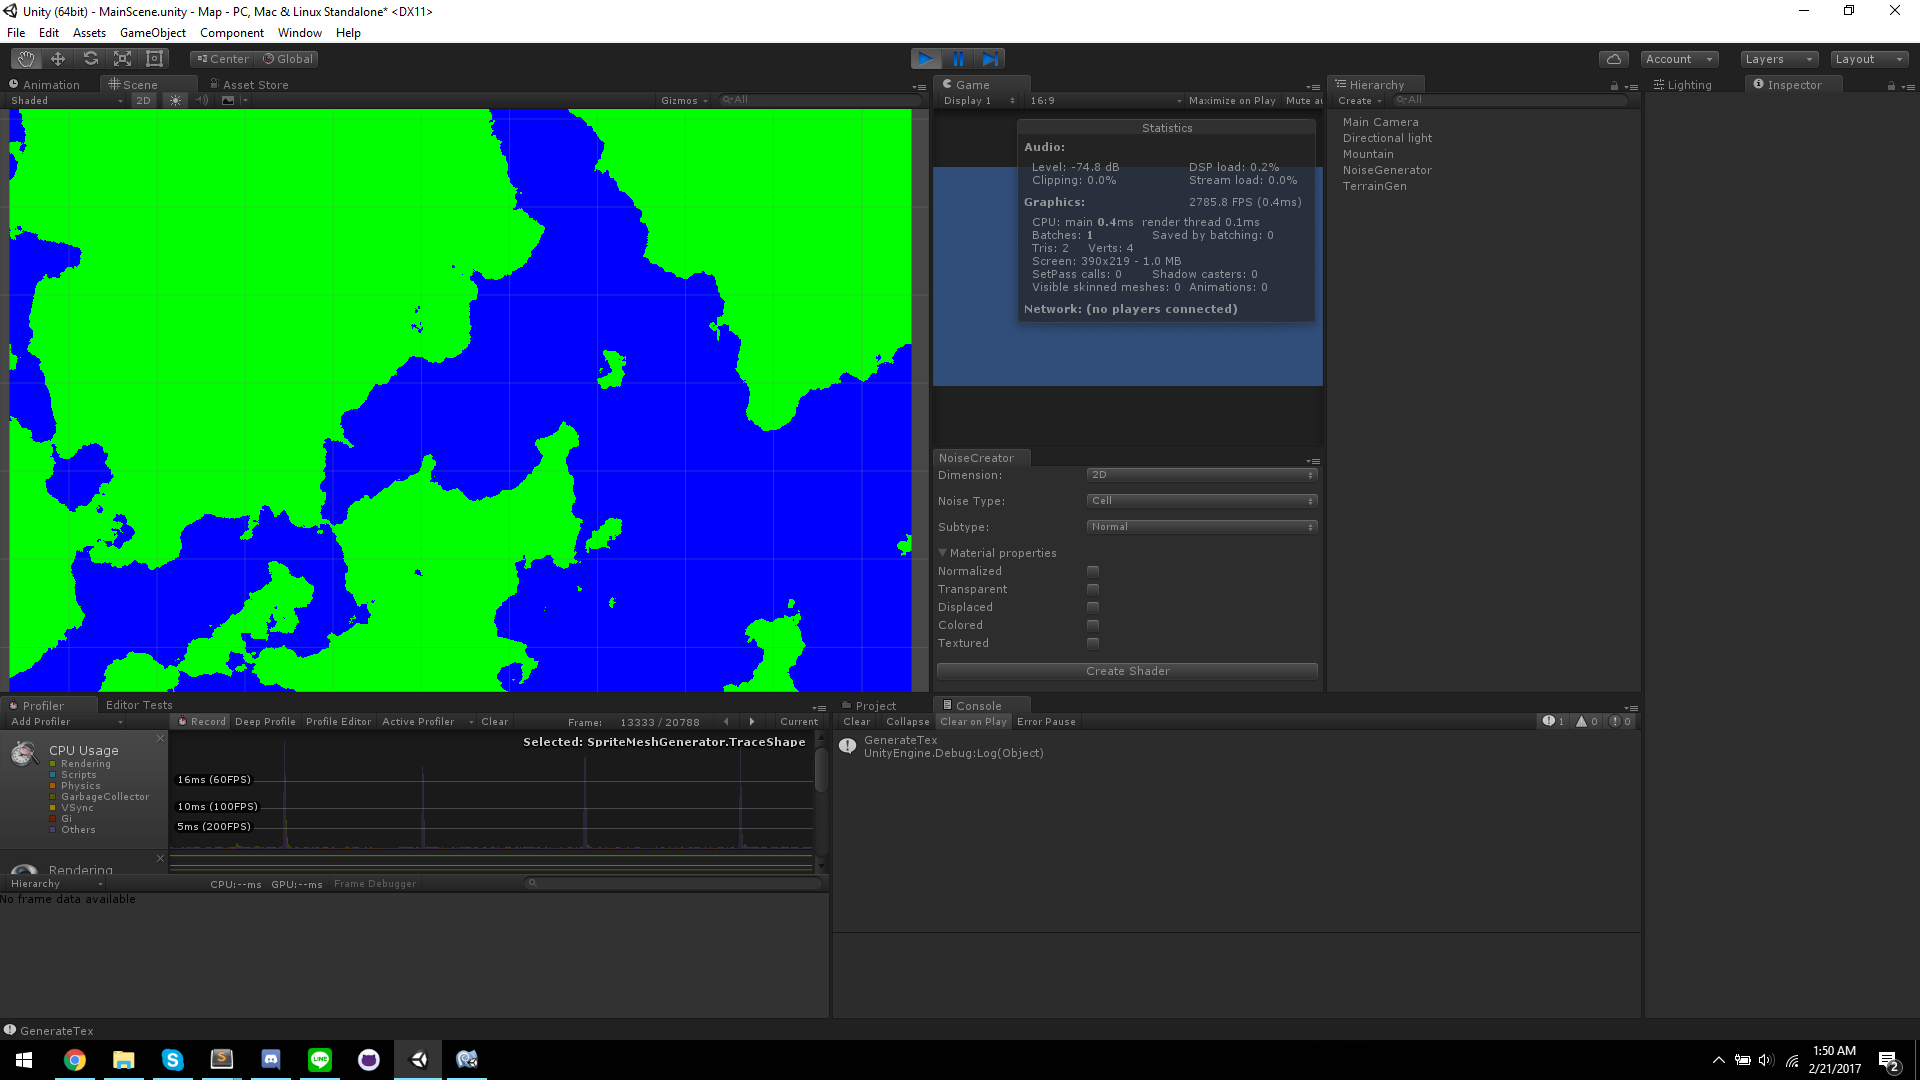 Unity (64bit) - MainScene.unity - Map - PC, Mac & Linux Standalone* <DX11>
File Edit Assets GameObject Component Window Help
Center Global
Account Layers Layout
Animation Scene Asset Store
Shaded 2D Gizmos All
Game
Display 1 16:9 Maximize on Play Mute au
Statistics
Audio:
Level: -74.8 dB DSP load: 0.2%
Clipping: 0.0% Stream load: 0.0%
Graphics: 2785.8 FPS (0.4ms)
CPU: main 0.4ms render thread 0.1ms
Batches: 1 Saved by batching: 0
Tris: 2 Verts: 4
Screen: 390x219 - 1.0 MB
SetPass calls: 0 Shadow casters: 0
Visible skinned meshes: 0 Animations: 0
Network: (no players connected)
Hierarchy
Create All
Main Camera
Directional light
Mountain
NoiseGenerator
TerrainGen
Lighting Inspector
NoiseCreator
Dimension: 2D
Noise Type: Cell
Subtype: Normal
Material properties
Normalized
Transparent
Displaced
Colored
Textured
Create Shader
Profiler Editor Tests
Add Profiler Record Deep Profile Profile Editor Active Profiler Clear Frame: 13333 / 20788 Current
CPU Usage
Rendering
Scripts
Physics
GarbageCollector
VSync
Gi
Others
Selected: SpriteMeshGenerator.TraceShape
16ms (60FPS)
10ms (100FPS)
5ms (200FPS)
Rendering
Hierarchy CPU:--ms GPU:--ms Frame Debugger
No frame data available
Project Console
Clear Collapse Clear on Play Error Pause 1 0 0
GenerateTex
UnityEngine.Debug:Log(Object)
GenerateTex
1:50 AM
2/21/2017
2